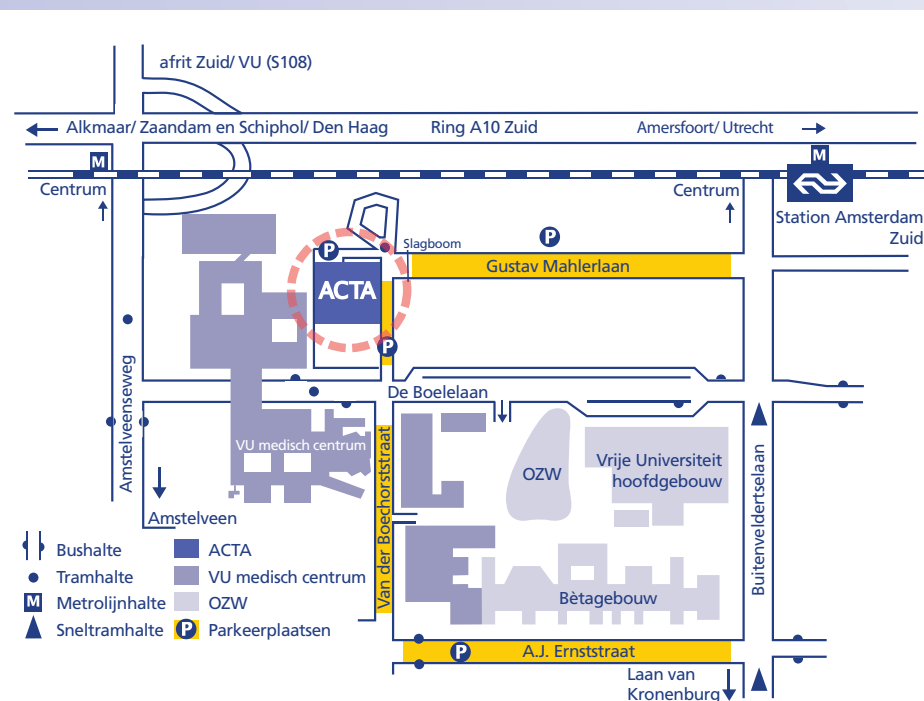 afrit Zuid/ VU (S108)
Alkmaar/ Zaandam en Schiphol/ Den Haag
Ring A10 Zuid
Amersfoort/ Utrecht
M
M
Centrum
Centrum
Station Amsterdam
Zuid
Slagboom
P
P
Gustav Mahlerlaan
ACTA
P
De Boelelaan
Amstelveenseweg
VU medisch centrum
Van der Boechorststraat
OZW
Vrije Universiteit
hoofdgebouw
Buitenveldertselaan
Amstelveen
Bètagebouw
Bushalte
ACTA
Tramhalte
VU medisch centrum
M
Metrolijnhalte
OZW
Sneltramhalte
P
Parkeerplaatsen
P
A.J. Ernststraat
Laan van
Kronenburg